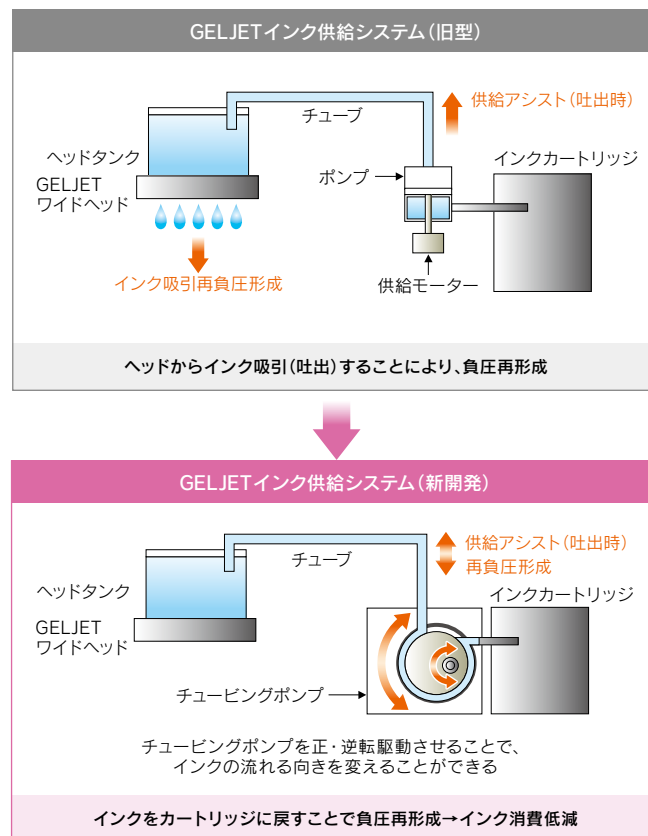 GELJETインク供給システム（旧型）
供給アシスト（吐出時）
チューブ
ヘッドタンク
ポンプ
インクカートリッジ
GELJET
ワイドヘッド
インク吸引再負圧形成
供給モーター
ヘッドからインク吸引（吐出）することにより、負圧再形成
GELJETインク供給システム（新開発）
供給アシスト（吐出時）
再負圧形成
チューブ
ヘッドタンク
インクカートリッジ
GELJET
ワイドヘッド
チュービングポンプ
チュービングポンプを正・逆転駆動させることで、
インクの流れる向きを変えることができる
インクをカートリッジに戻すことで負圧再形成→インク消費低減